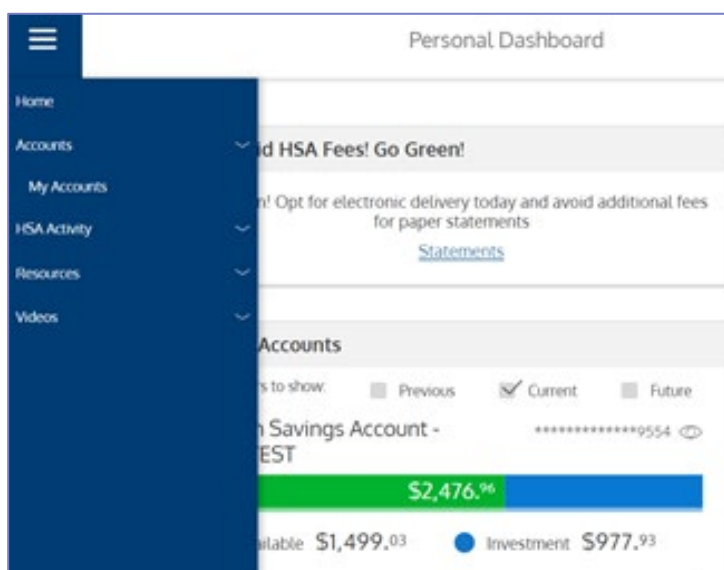 Personal Dashboard
Home
Accounts
My Accounts
HSA Activity
Resources
Videos
id HSA Fees! Go Green!
n! Opt for electronic delivery today and avoid additional fees
for paper statements
Statements
Accounts
rs to show: Previous Current Future
n Savings Account - *************9554
EST
$2,476.96
ilable $1,499.03 Investment $977.93